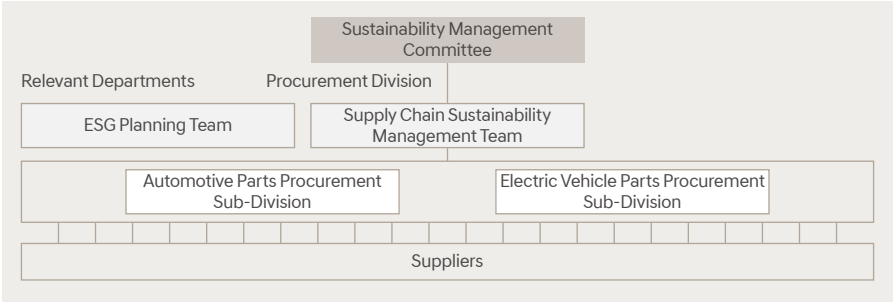 Sustainability Management
Committee
Relevant Departments
Procurement Division
ESG Planning Team
Supply Chain Sustainability
Management Team
Automotive Parts Procurement
Sub-Division
Electric Vehicle Parts Procurement
Sub-Division
Suppliers